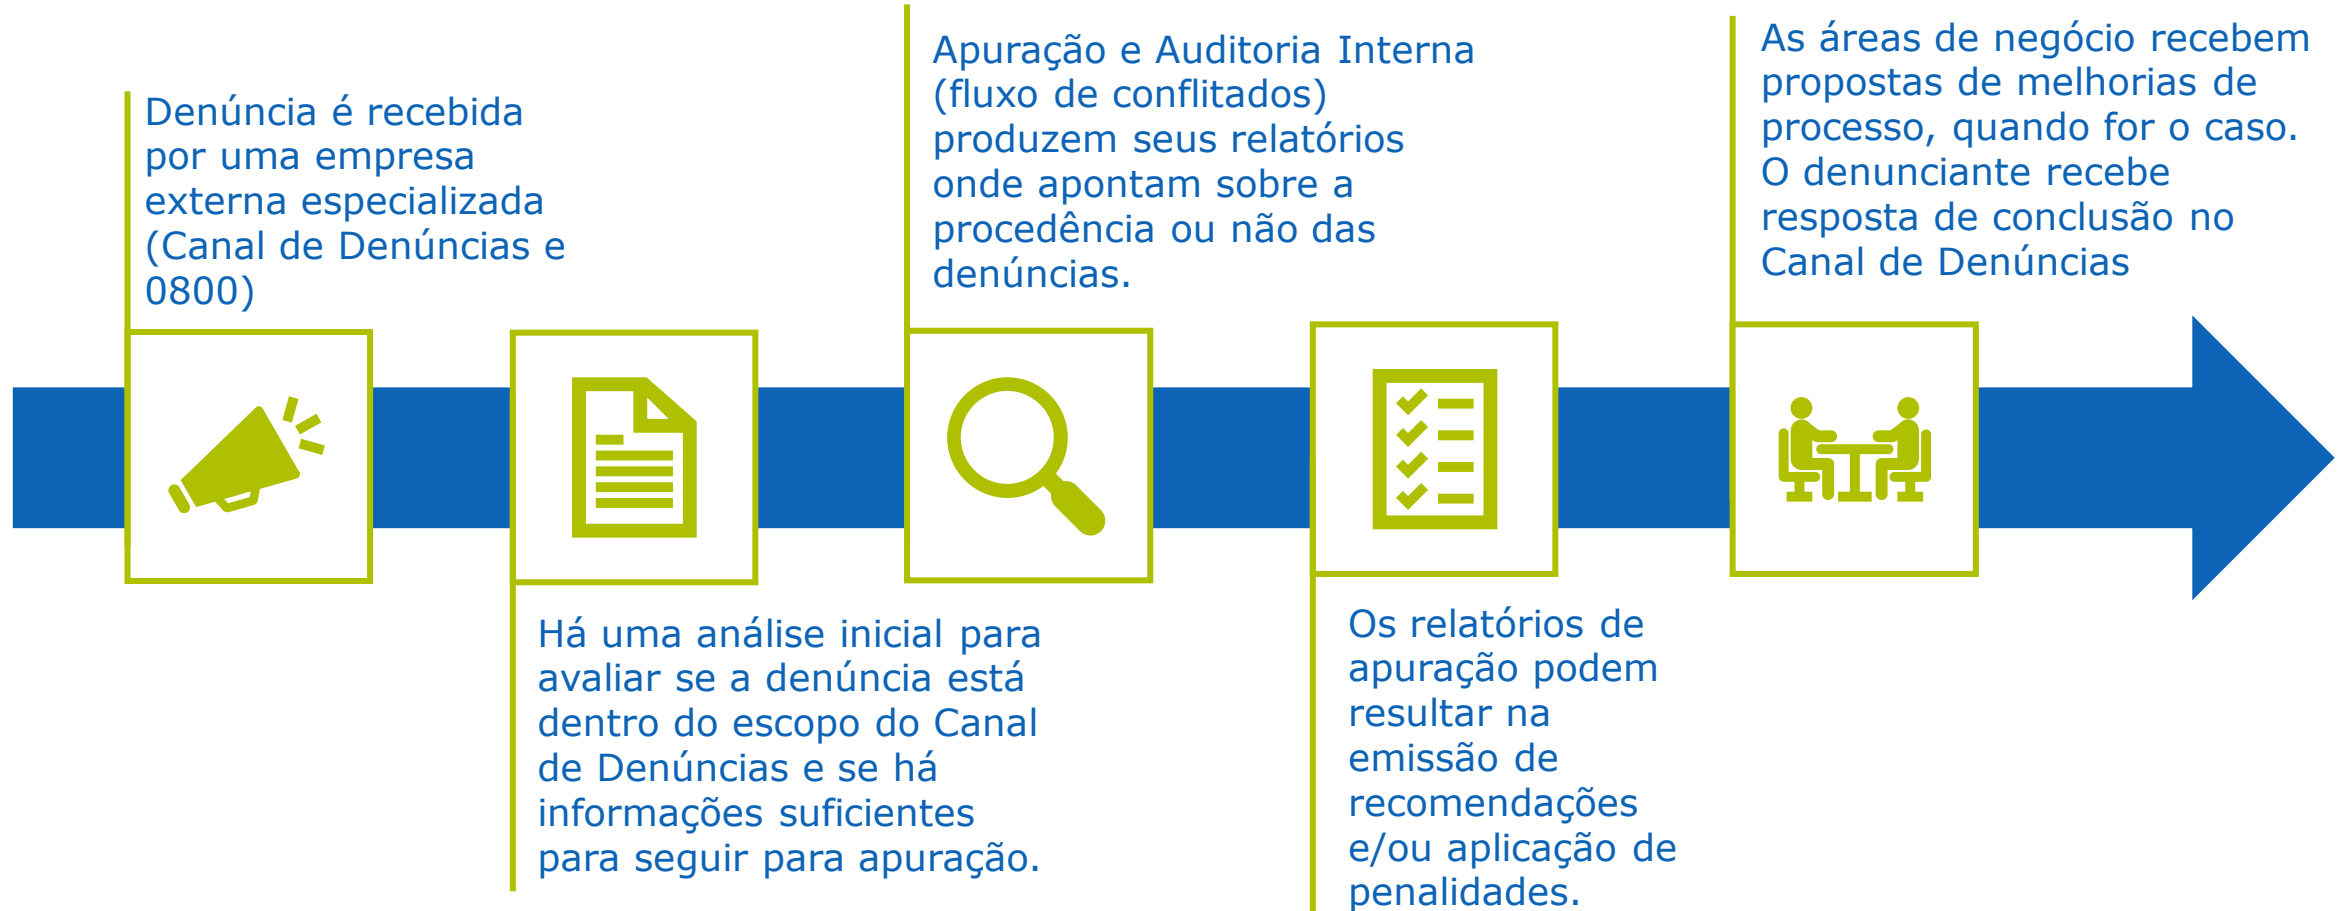 Denúncia é recebida
por uma empresa
externa especializada
(Canal de Denúncias e
0800)
Há uma análise inicial para
avaliar se a denúncia está
dentro do escopo do Canal
de Denúncias e se há
informações suficientes
para seguir para apuração.
Apuração e Auditoria Interna
(fluxo de conflitados)
produzem seus relatórios
onde apontam sobre a
procedência ou não das
denúncias.
Os relatórios de
apuração podem
resultar na
emissão de
recomendações
e/ou aplicação de
penalidades.
As áreas de negócio recebem
propostas de melhorias de
processo, quando for o caso.
O denunciante recebe
resposta de conclusão no
Canal de Denúncias